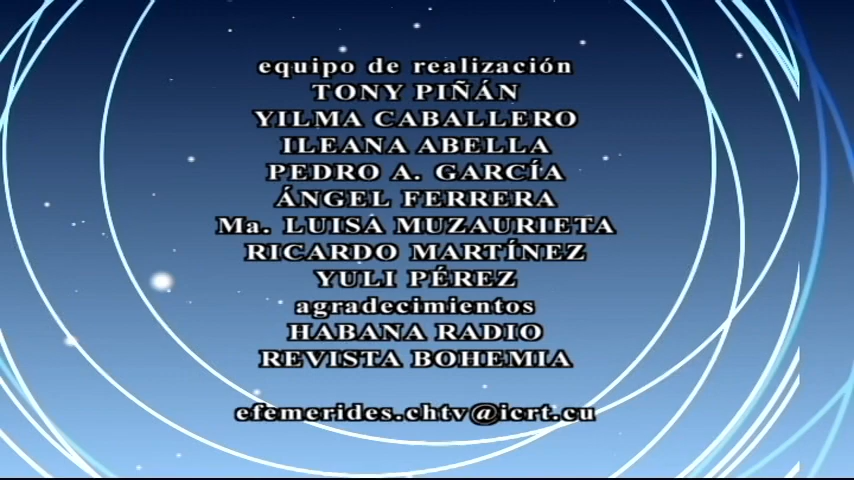 equipo de realización
TONY PIÑÁN
YILMA CABALLERO
ILEANA ABELLA
PEDRO A. GARCÍA
ÁNGEL FERRERA
Ma. LUISA MUZAURIETA
RICARDO MARTÍNEZ
YULI PÉREZ
agradecimientos
HABANA RADIO
REVISTA BOHEMIA
efemerides.chtv@icrt.cu